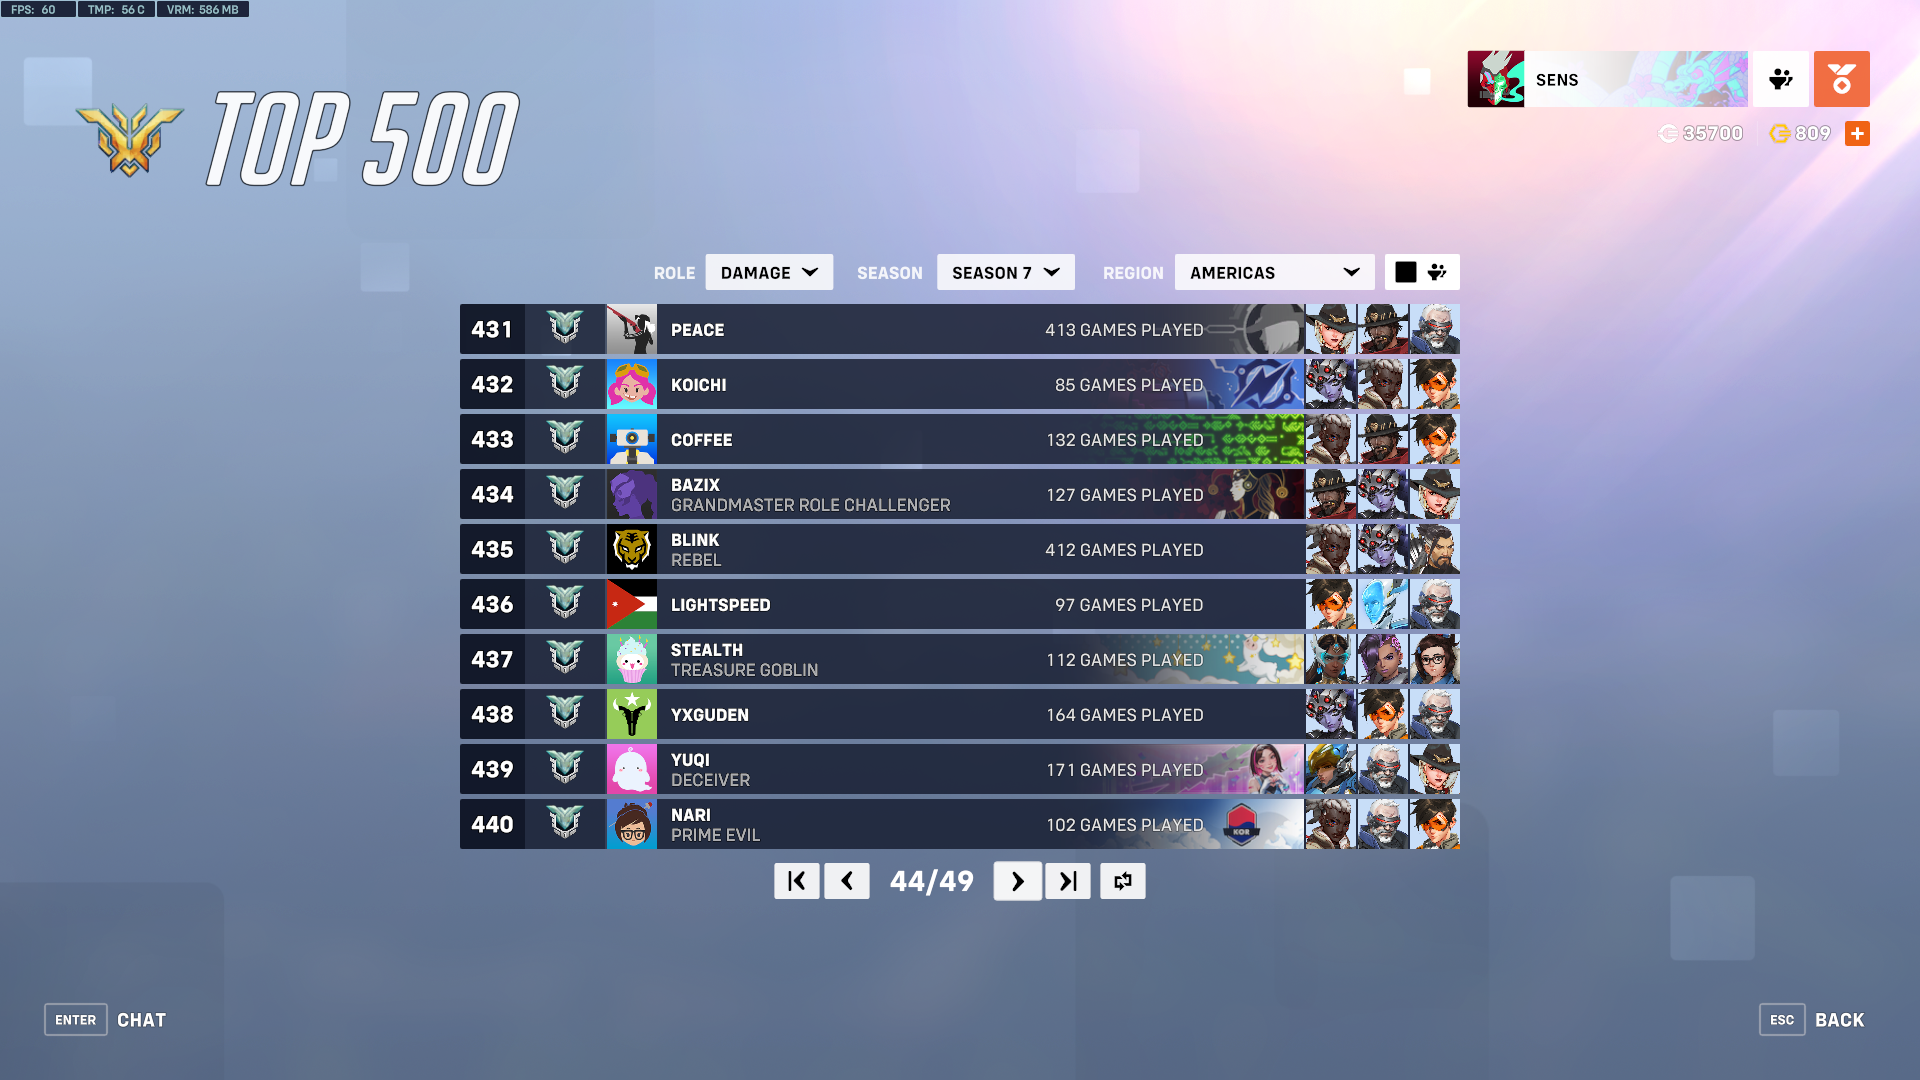 FPS: 60 TMP: 56 C VRM: 586 MB
TOP 500
SENS
35700 809
ROLE DAMAGE SEASON SEASON 7 REGION AMERICAS
431 PEACE 413 GAMES PLAYED
432 KOICHI 85 GAMES PLAYED
433 COFFEE 132 GAMES PLAYED
434 BAZIX 127 GAMES PLAYED
GRANDMASTER ROLE CHALLENGER
435 BLINK 412 GAMES PLAYED
REBEL
436 LIGHTSPEED 97 GAMES PLAYED
437 STEALTH 112 GAMES PLAYED
TREASURE GOBLIN
438 YXGUDEN 164 GAMES PLAYED
439 YUQI 171 GAMES PLAYED
DECEIVER
440 NARI 102 GAMES PLAYED KOR
PRIME EVIL
44/49
ENTER CHAT
ESC BACK